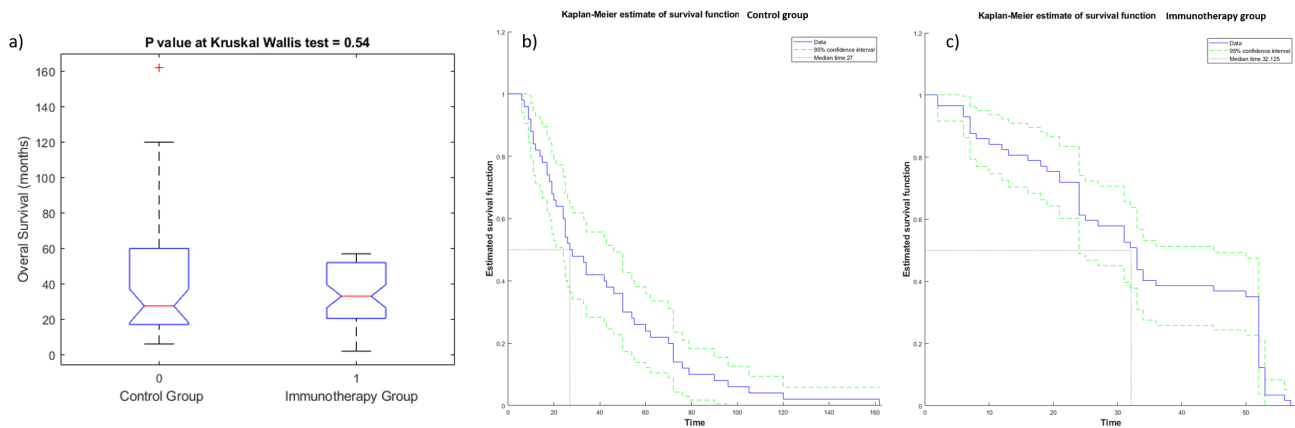 a)
P value at Kruskal Wallis test = 0.54
Overal Survival (months)
160
140
120
100
80
60
40
20
0
0
1
Control Group
Immunotherapy Group
b)
Kaplan-Meier estimate of survival function Control group
Data
95% confidence interval
Median time 27
Estimated survival function
1.2
1
0.8
0.6
0.4
0.2
0
0 20 40 60 80 100 120 140 160
Time
c)
Kaplan-Meier estimate of survival function Immunotherapy group
Data
95% confidence interval
Median time 32.125
Estimated survival function
1.2
1
0.8
0.6
0.4
0.2
0
0 10 20 30 40 50
Time